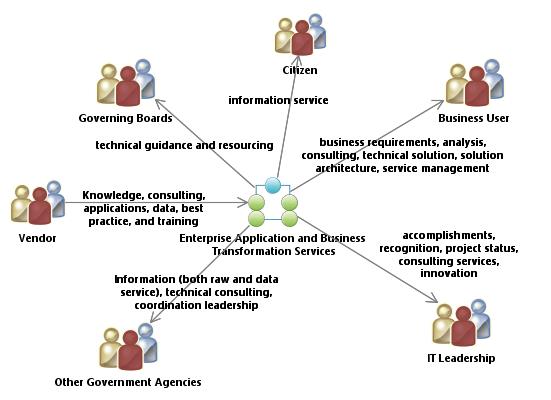 Citizen
information service
Governing Boards
technical guidance and resourcing
Business User
business requirements, analysis,
consulting, technical solution, solution
architecture, service management
Knowledge, consulting,
applications, data, best
practice, and training
Vendor
Enterprise Application and Business
Transformation Services
accomplishments,
recognition, project status,
consulting services,
innovation
Information (both raw and data
service), technical consulting,
coordination leadership
IT Leadership
Other Government Agencies